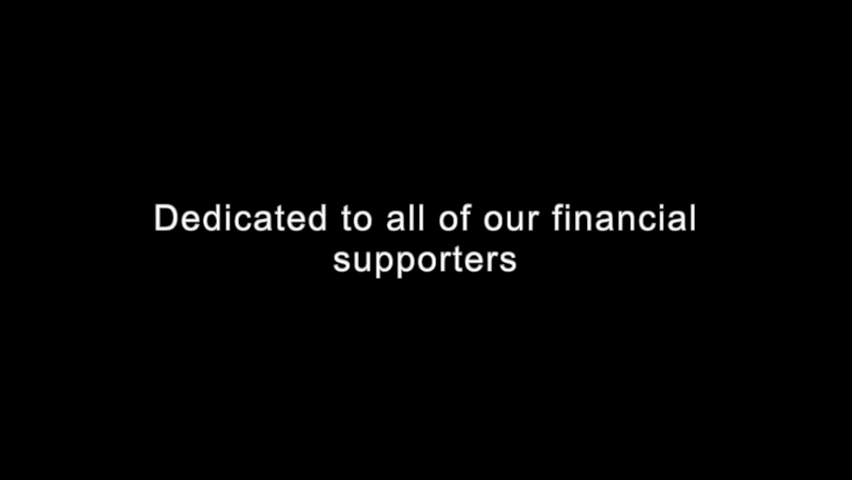 Dedicated to all of our financial
supporters